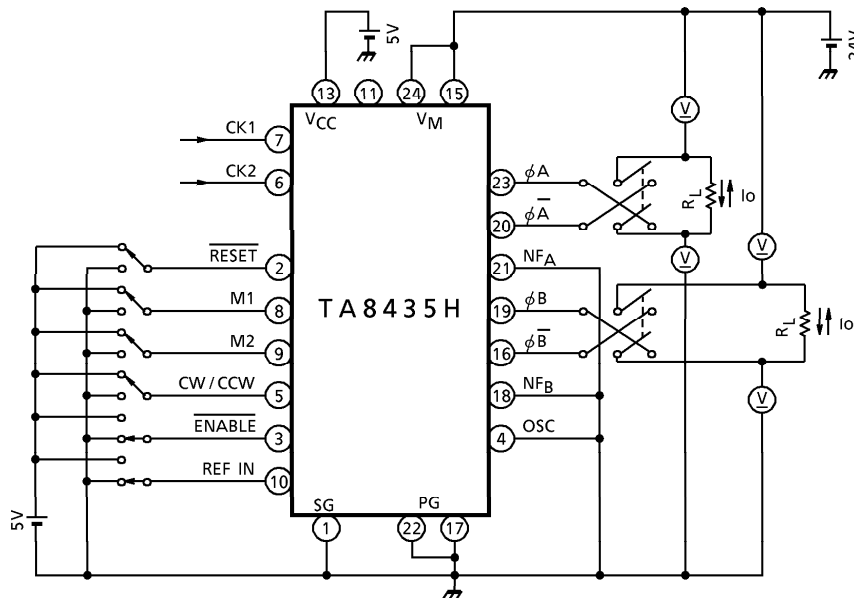 5V
24V
13
11
24
15
VCC
VM
CK1
7
CK2
6
23
φA
20
φA̅
RL
Io
RESET̅
2
21
NFA
TA8435H
M1
8
19
φB
M2
9
16
φB̅
RL
Io
CW / CCW
5
18
NFB
ENABLE̅
3
4
OSC
REF IN
10
SG
PG
1
22
17
5V
V
V
V
V